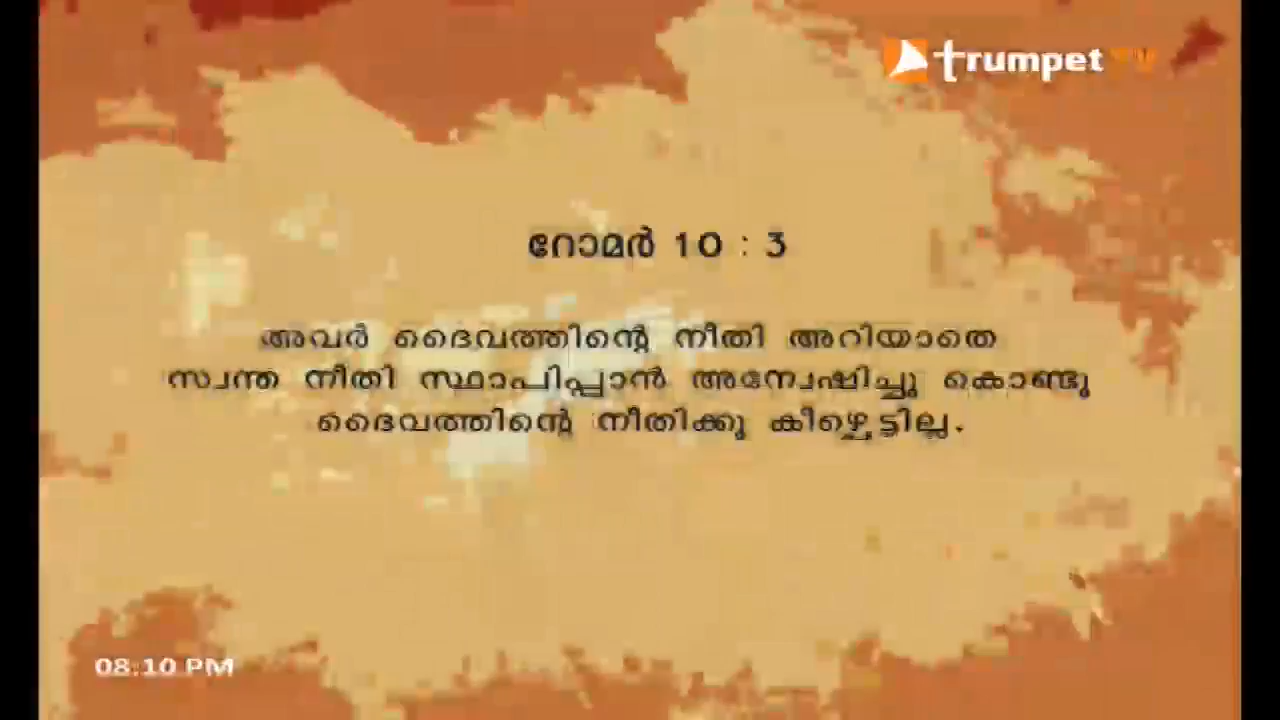 trumpet TV
റോമർ 10 : 3
അവർ ദൈവത്തിന്റെ നീതി അറിയാതെ
സ്വന്ത നീതി സ്ഥാപിപ്പാൻ അന്വേഷിച്ചു കൊണ്ടു
ദൈവത്തിന്റെ നീതിക്കു കീഴ്പെട്ടില്ല.
08:10 PM